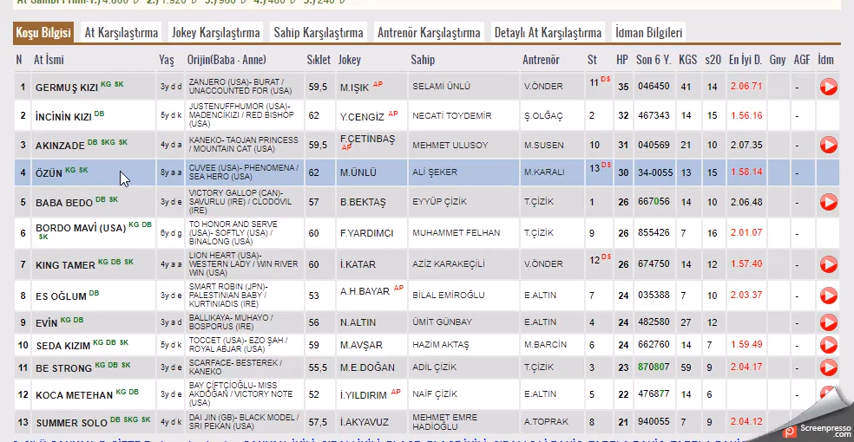 Koşu Bilgisi At Karşılaştırma Jokey Karşılaştırma Sahip Karşılaştırma Antrenör Karşılaştırma Detaylı At Karşılaştırma İdman Bilgileri
N At İsmi Yaş Orijin(Baba - Anne) Sıklet Jokey Sahip Antrenör St HP Son 6 Y. KGS s20 En İyi D. Gny AGF İdm
1 GERMUŞ KIZI KG SK 3y d d ZANJERO (USA)- BURAT / UNACCOUNTED FOR (USA) 59,5 M.IŞIK AP SELAMİ ÜNLÜ V.ÖNDER 11 DS 35 046450 41 14 2.06.71 -
2 İNCİNİN KIZI DB 5y d k JUSTENUFFHUMOR (USA)- MADENCİKIZI / RED BISHOP (USA) 62 Y.CENGİZ AP NECATİ TOYDEMİR Ş.OLĞAÇ 2 32 467343 14 15 1.56.16 -
3 AKINZADE DB SKG SK 4y d a KANEKO- TAOJAN PRINCESS / MOUNTAIN CAT (USA) 59,5 F.ÇETİNBAŞ AP MEHMET ULUSOY M.SUSEN 10 31 040569 21 10 2.07.35 -
4 ÖZÜN KG SK 8y a a CUVEE (USA)- PHENOMENA / SEA HERO (USA) 62 M.ÜNLÜ ALİ ŞEKER M.KARALI 13 DS 30 34-0055 13 15 1.58.14 -
5 BABA BEDO DB SK 3y d e VICTORY GALLOP (CAN)- SAVURLU (IRE) / CLODOVIL (IRE) 57 B.BEKTAŞ EYYÜP ÇİZİK T.ÇİZİK 1 26 667056 14 10 2.06.48 -
6 BORDO MAVİ (USA) KG DB SK 6y d g TO HONOR AND SERVE (USA)- SOFTLY (USA) / BINALONG (USA) 60 F.YARDIMCI MUHAMMET FELHAN T.ÇİZİK 9 26 855426 7 16 2.01.07 -
7 KING TAMER KG DB SK 4y a a LION HEART (USA)- WESTERN LADY / WIN RIVER WIN (USA) 60 İ.KATAR AZİZ KARAKEÇİLİ V.ÖNDER 12 DS 26 674750 14 12 1.57.40 -
8 ES OĞLUM DB 3y d e SMART ROBIN (JPN)- PALESTINIAN BABY / KURTINIADIS (IRE) 53 A.H.BAYAR AP BİLAL EMİROĞLU E.ALTIN 7 24 035388 7 10 2.03.37 -
9 EVİN KG DB 3y a d BALLIKAYA- MUHAYO / BOSPORUS (IRE) 56 N.ALTIN ÜMİT GÜNBAY E.ALTIN 4 24 482580 27 12 -
10 SEDA KIZIM KG DB SK 5y d k TOCCET (USA)- EZO ŞAH / ROYAL ABJAR (USA) 59 M.AVŞAR HAZIM AKTAŞ M.BARCİN 6 24 662760 14 7 1.59.49 -
11 BE STRONG KG DB SK 3y d e SCARFACE- BESTEREK / KANEKO 55,5 M.E.DOĞAN ADİL ÇİZİK T.ÇİZİK 3 23 870807 59 9 2.04.17 -
12 KOCA METEHAN KG DB 3y d e BAY ÇİFTÇİOĞLU- MISS AKDOĞAN / VICTORY NOTE (USA) 52 İ.YILDIRIM AP NAİF ÇİZİK E.ALTIN 5 22 476877 14 6 -
13 SUMMER SOLO DB SKG SK 4y d k DAI JIN (GB)- BLACK MODEL / SRI PEKAN (USA) 57,5 İ.AKYAVUZ MEHMET EMRE HADIOĞLU A.TOPRAK 8 21 940055 7 9 2.04.12 -
Screenpresso.com